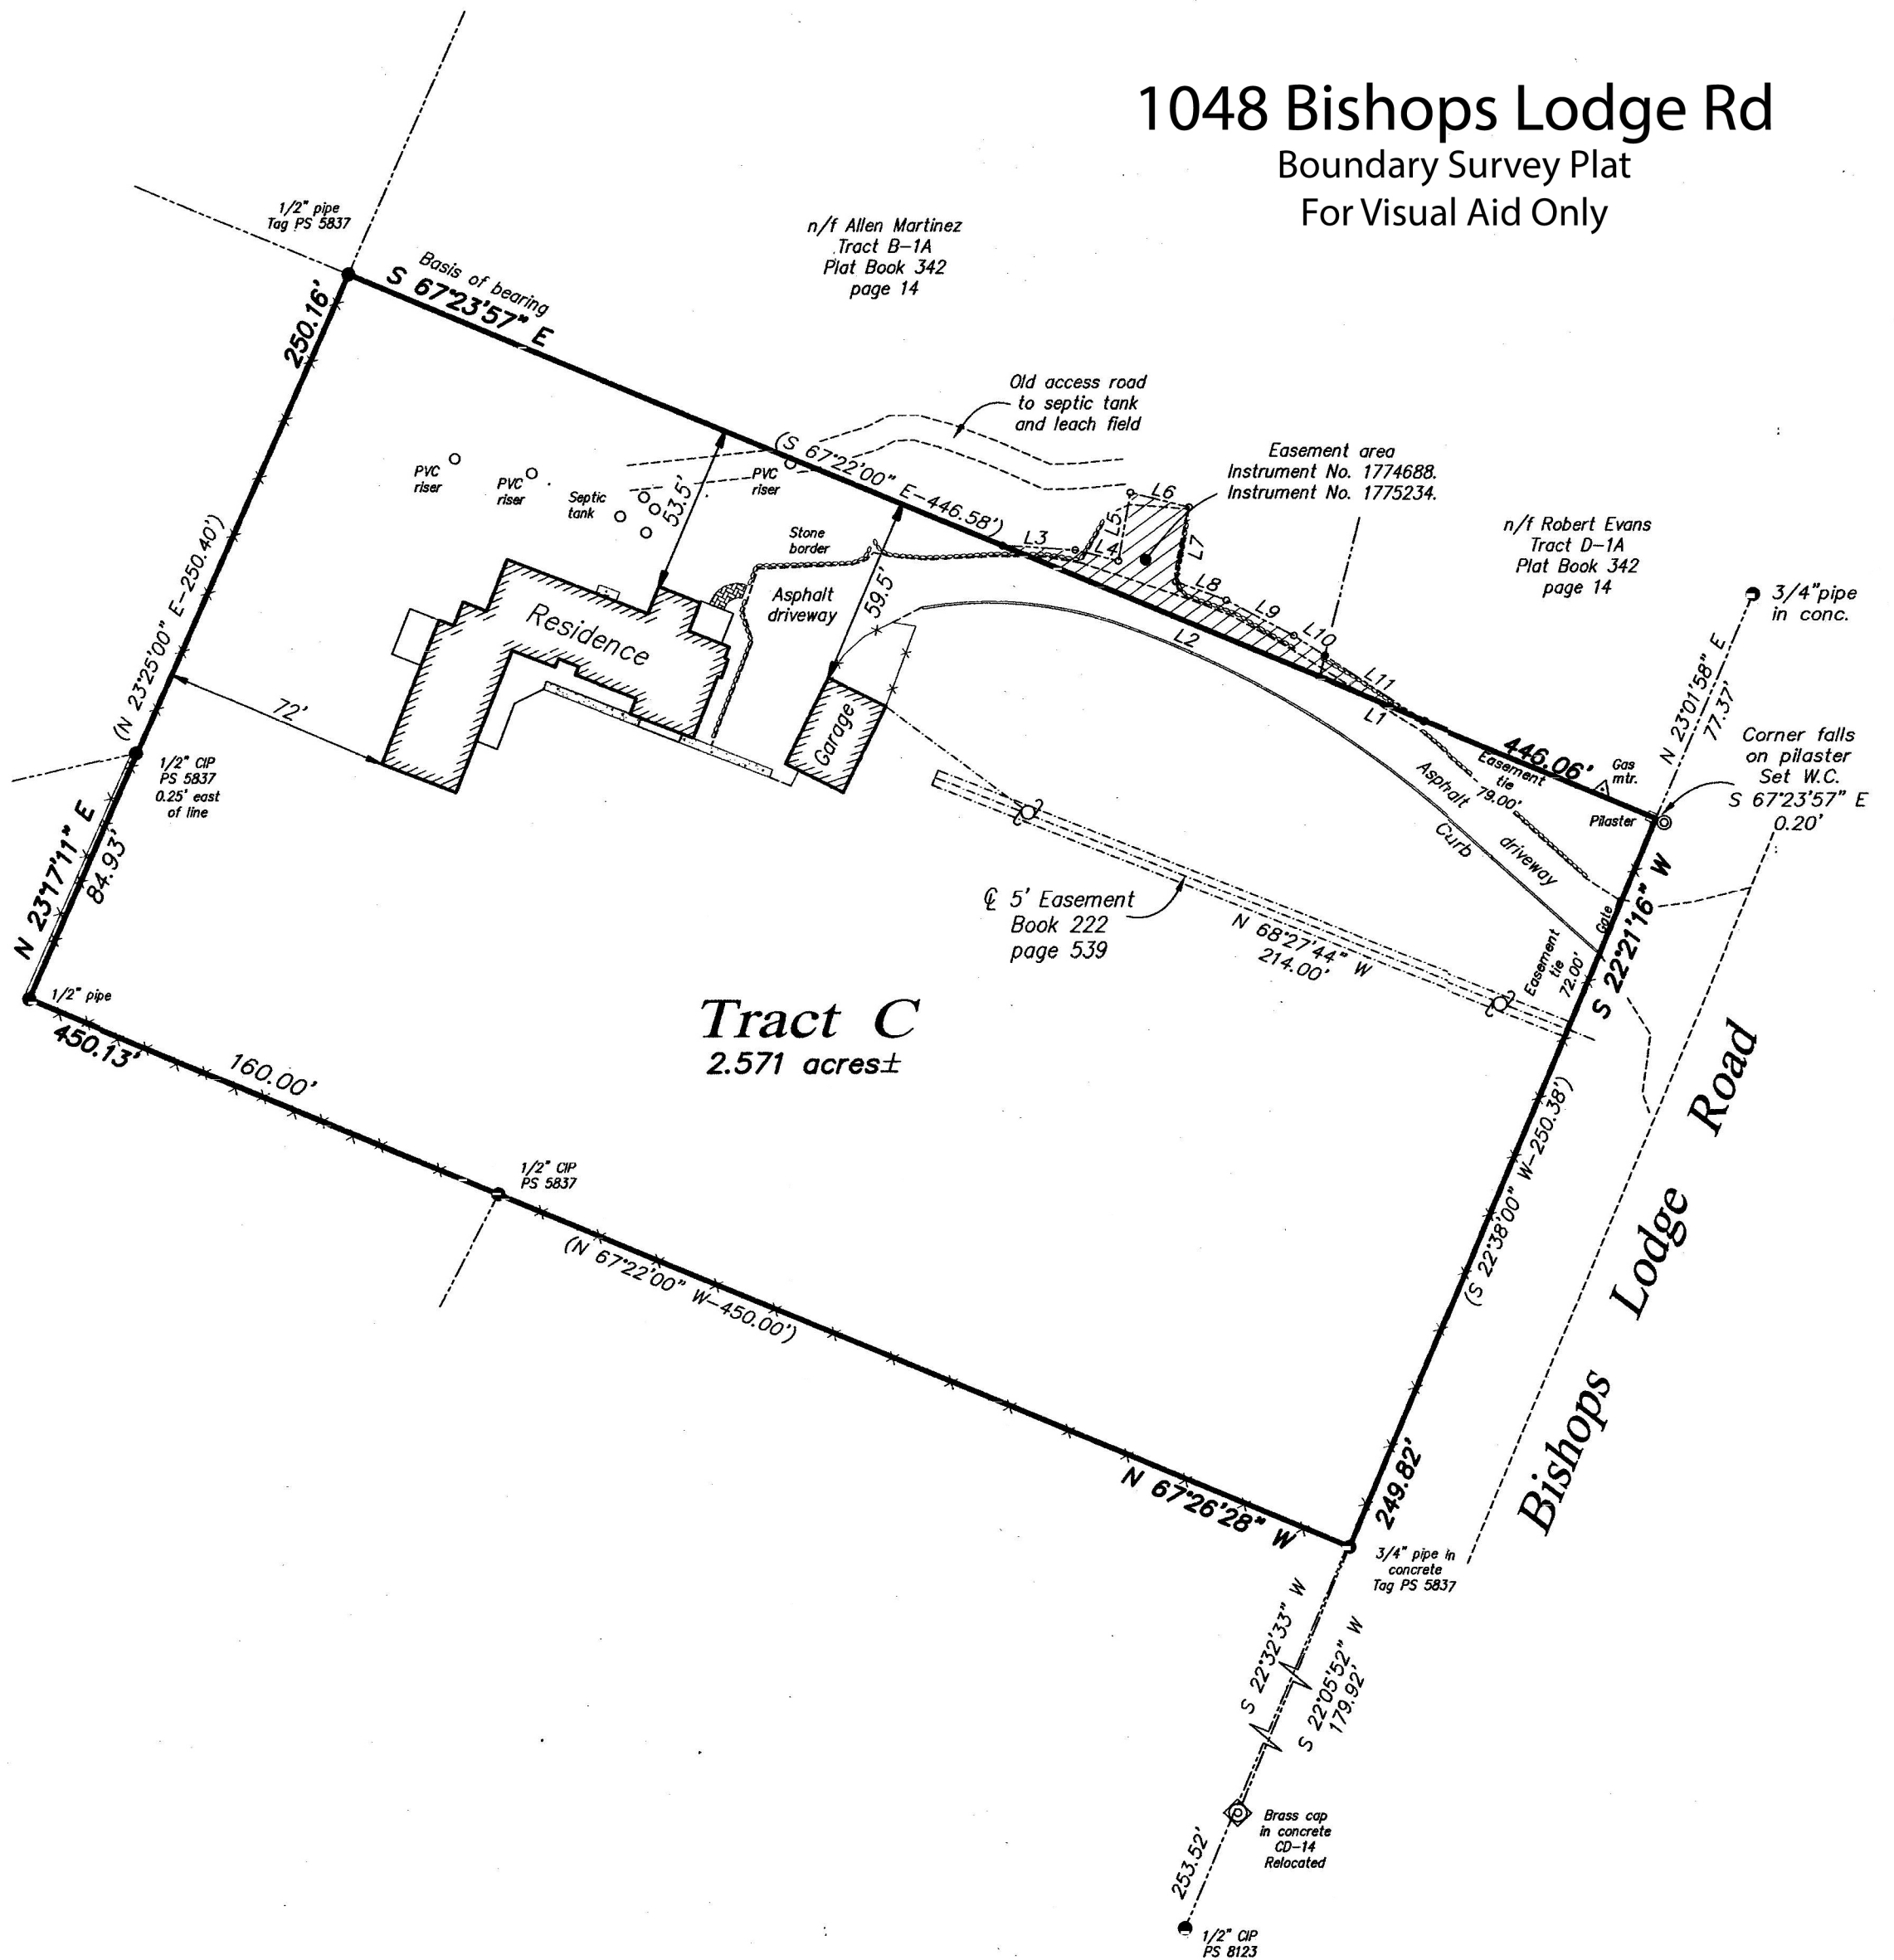 1048 Bishops Lodge Rd
Boundary Survey Plat
For Visual Aid Only
1/2" pipe
Tag PS 5837
n/f Allen Martinez
Tract B-1A
Plat Book 342
page 14
Basis of bearing
S 67°23'57" E
250.16'
Old access road
to septic tank
and leach field
(S 67°22'00" E-446.58')
Easement area
Instrument No. 1774688.
Instrument No. 1775234.
n/f Robert Evans
Tract D-1A
Plat Book 342
page 14
PVC
riser
PVC
riser
Septic
tank
PVC
riser
53.5'
Stone
border
L3
L4
L5
L6
L7
L8
L9
L10
L11
L2
L1
3/4"pipe
in conc.
N 23°01'58" E
77.37'
Asphalt
driveway
59.5'
Residence
Garage
(N 23°25'00" E-250.40')
72'
446.06'
Easement
tie
79.00'
Gas
mtr.
Corner falls
on pilaster
Set W.C.
S 67°23'57" E
0.20'
Pilaster
1/2" CIP
PS 5837
0.25' east
of line
Asphalt
driveway
Curb
N 23°17'11" E
84.93'
℄ 5' Easement
Book 222
page 539
N 68°27'44" W
214.00'
Easement
tie
72.00'
Gate
S 22°21'16" W
1/2" pipe
450.13'
160.00'
Tract C
2.571 acres±
1/2" CIP
PS 5837
(N 67°22'00" W-450.00')
(S 22°38'00" W-250.38')
Bishops Lodge Road
N 67°26'28" W
249.82'
3/4" pipe in
concrete
Tag PS 5837
S 22°32'33" W
S 22°05'52" W
179.92'
Brass cap
in concrete
CD-14
Relocated
253.52'
1/2" CIP
PS 8123